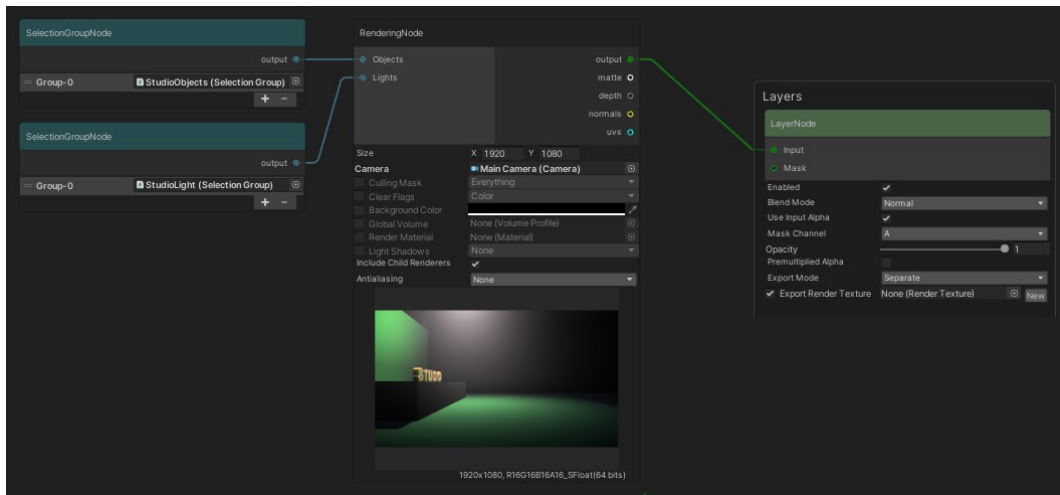 SelectionGroupNode
output
Group-0 StudioObjects (Selection Group)
+ -
SelectionGroupNode
output
Group-0 StudioLight (Selection Group)
+ -
RenderingNode
Objects output
Lights matte
depth
normals
uvs
Size X 1920 Y 1080
Camera Main Camera (Camera)
Culling Mask Everything
Clear Flags Color
Background Color
Global Volume None (Volume Profile)
Render Material None (Material)
Light Shadows None
Include Child Renderers
Antialiasing None
STUDIO
1920x1080, R16G16B16A16_SFloat(64 bits)
Layers
LayerNode
Input
Mask
Enabled
Blend Mode Normal
Use Input Alpha
Mask Channel A
Opacity 1
Premultiplied Alpha
Export Mode Separate
Export Render Texture None (Render Texture) New